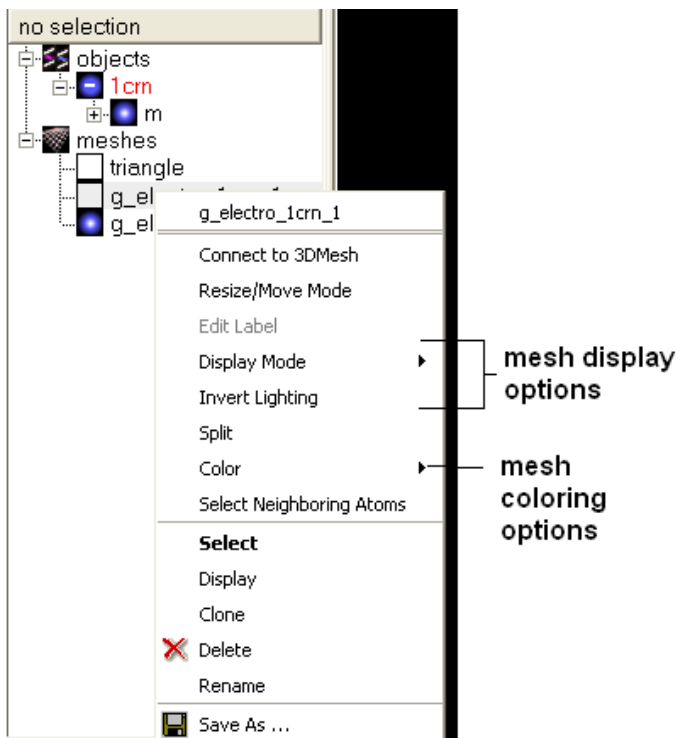 no selection
objects
1crn
m
meshes
triangle
g_el
g_el
g_electro_1crn_1
Connect to 3DMesh
Resize/Move Mode
Edit Label
Display Mode
Invert Lighting
Split
Color
Select Neighboring Atoms
Select
Display
Clone
Delete
Rename
Save As ...
mesh display
options
mesh
coloring
options